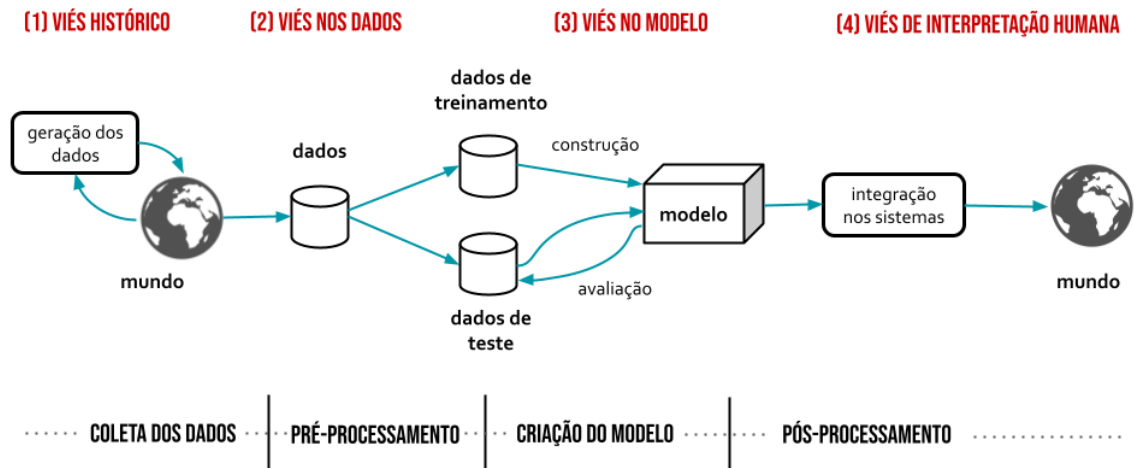 (1) VIÉS HISTÓRICO
(2) VIÉS NOS DADOS
(3) VIÉS NO MODELO
(4) VIÉS DE INTERPRETAÇÃO HUMANA
geração dos
dados
mundo
dados
dados de
treinamento
dados de
teste
construção
avaliação
modelo
integração
nos sistemas
mundo
COLETA DOS DADOS
PRÉ-PROCESSAMENTO
CRIAÇÃO DO MODELO
PÓS-PROCESSAMENTO